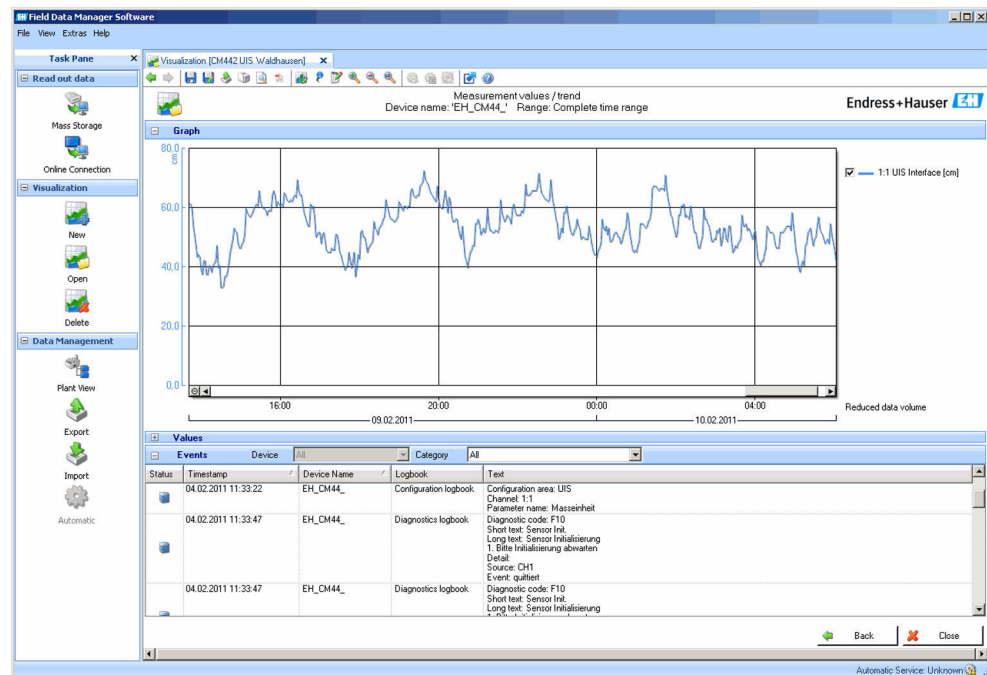 Field Data Manager Software
File View Extras Help
Task Pane X
Visualization [CM442 UIS Waldhausen] x
Read out data
Mass Storage
Online Connection
Visualization
New
Open
Delete
Data Management
Plant View
Export
Import
Automatic
Measurement values / trend
Device name: 'EH_CM44_' Range: Complete time range
Endress+Hauser EH
Graph
80,0
cm
60,0
40,0
20,0
0,0
1:1 UIS Interface [cm]
16:00 20:00 00:00 04:00
09.02.2011 10.02.2011
Reduced data volume
Values
Events Device All Category All
Status Timestamp Device Name Logbook Text
04.02.2011 11:33:22 EH_CM44_ Configuration logbook Configuration area: UIS
Channel: 1:1
Parameter name: Masseinheit
04.02.2011 11:33:47 EH_CM44_ Diagnostics logbook Diagnostic code: F10
Short text: Sensor Init.
Long text: Sensor Initialisierung
1. Bitte Initialisierung abwarten
Detail:
Source: CH1
Event: quittiert
04.02.2011 11:33:47 EH_CM44_ Diagnostics logbook Diagnostic code: F10
Short text: Sensor Init.
Long text: Sensor Initialisierung
Back Close
Automatic Service: Unknown